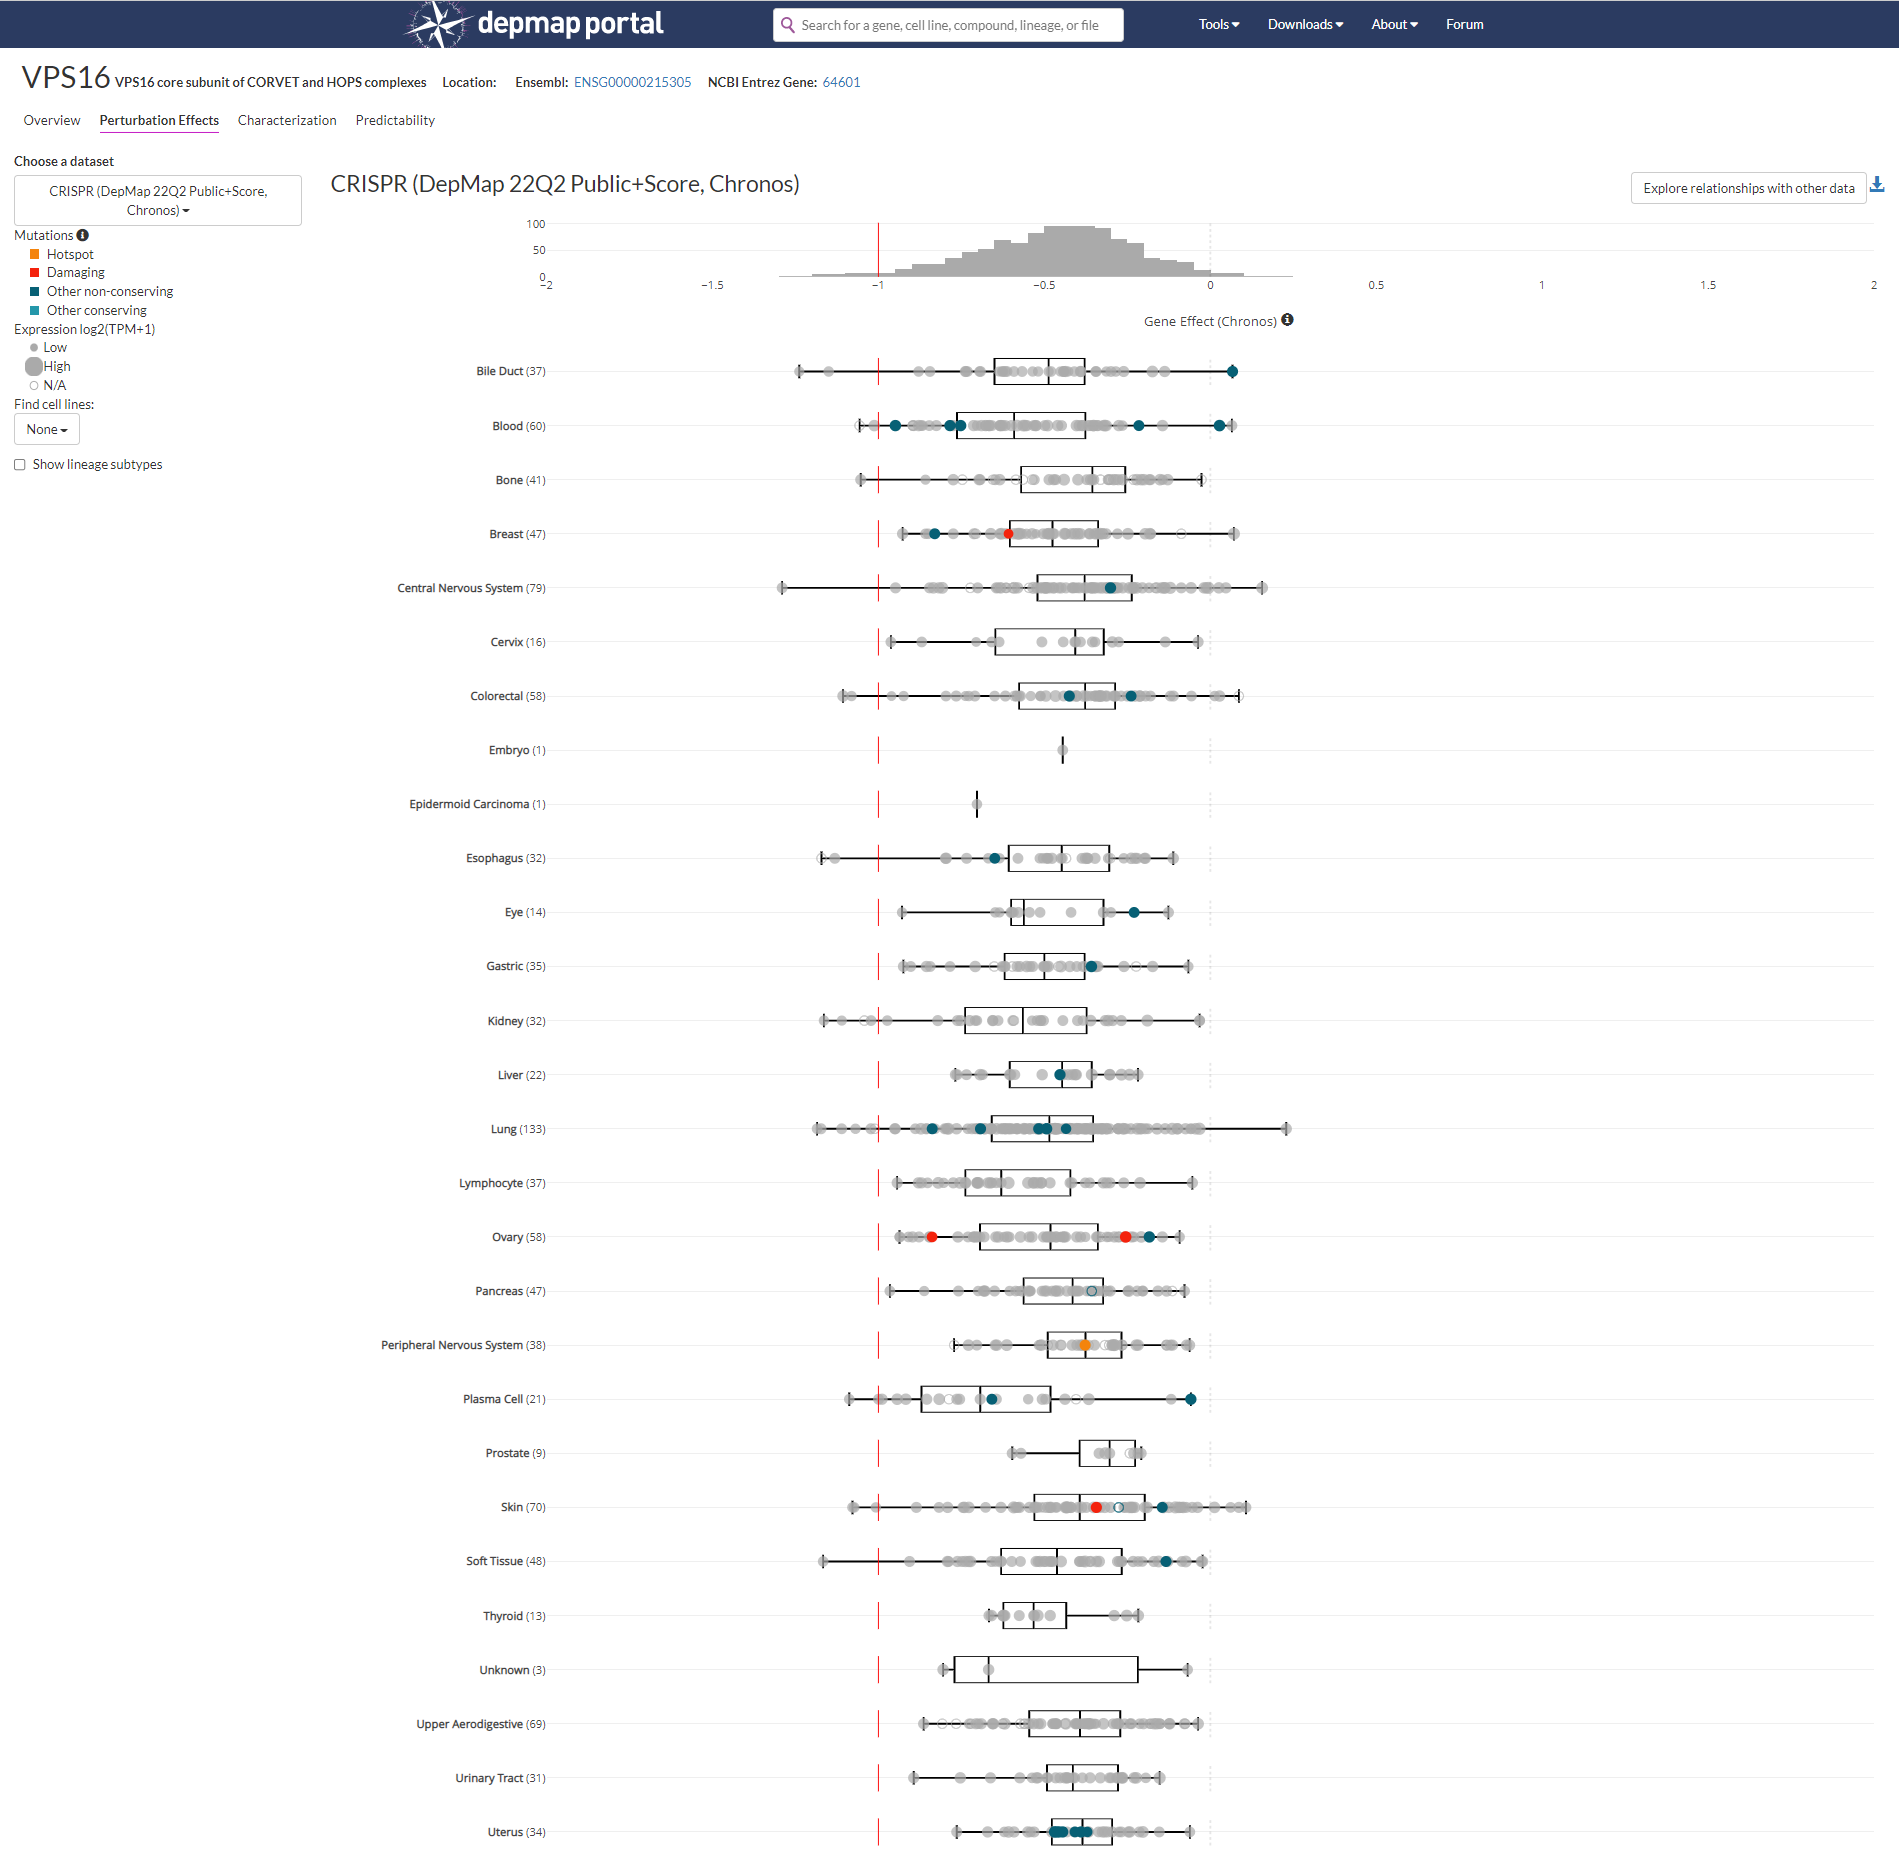 depmap portal
Search for a gene, cell line, compound, lineage, or file
Tools Downloads About Forum
VPS16 VPS16 core subunit of CORVET and HOPS complexes Location: Ensembl: ENSG00000215305 NCBI Entrez Gene: 64601
Overview Perturbation Effects Characterization Predictability
Choose a dataset
CRISPR (DepMap 22Q2 Public+Score,
Chronos)
Mutations
Hotspot
Damaging
Other non-conserving
Other conserving
Expression log2(TPM+1)
Low
High
N/A
Find cell lines:
None
Show lineage subtypes
CRISPR (DepMap 22Q2 Public+Score, Chronos)
Explore relationships with other data
100
50
0
−2 −1.5 −1 −0.5 0 0.5 1 1.5 2
Gene Effect (Chronos)
Bile Duct (37)
Blood (60)
Bone (41)
Breast (47)
Central Nervous System (79)
Cervix (16)
Colorectal (58)
Embryo (1)
Epidermoid Carcinoma (1)
Esophagus (32)
Eye (14)
Gastric (35)
Kidney (32)
Liver (22)
Lung (133)
Lymphocyte (37)
Ovary (58)
Pancreas (47)
Peripheral Nervous System (38)
Plasma Cell (21)
Prostate (9)
Skin (70)
Soft Tissue (48)
Thyroid (13)
Unknown (3)
Upper Aerodigestive (69)
Urinary Tract (31)
Uterus (34)